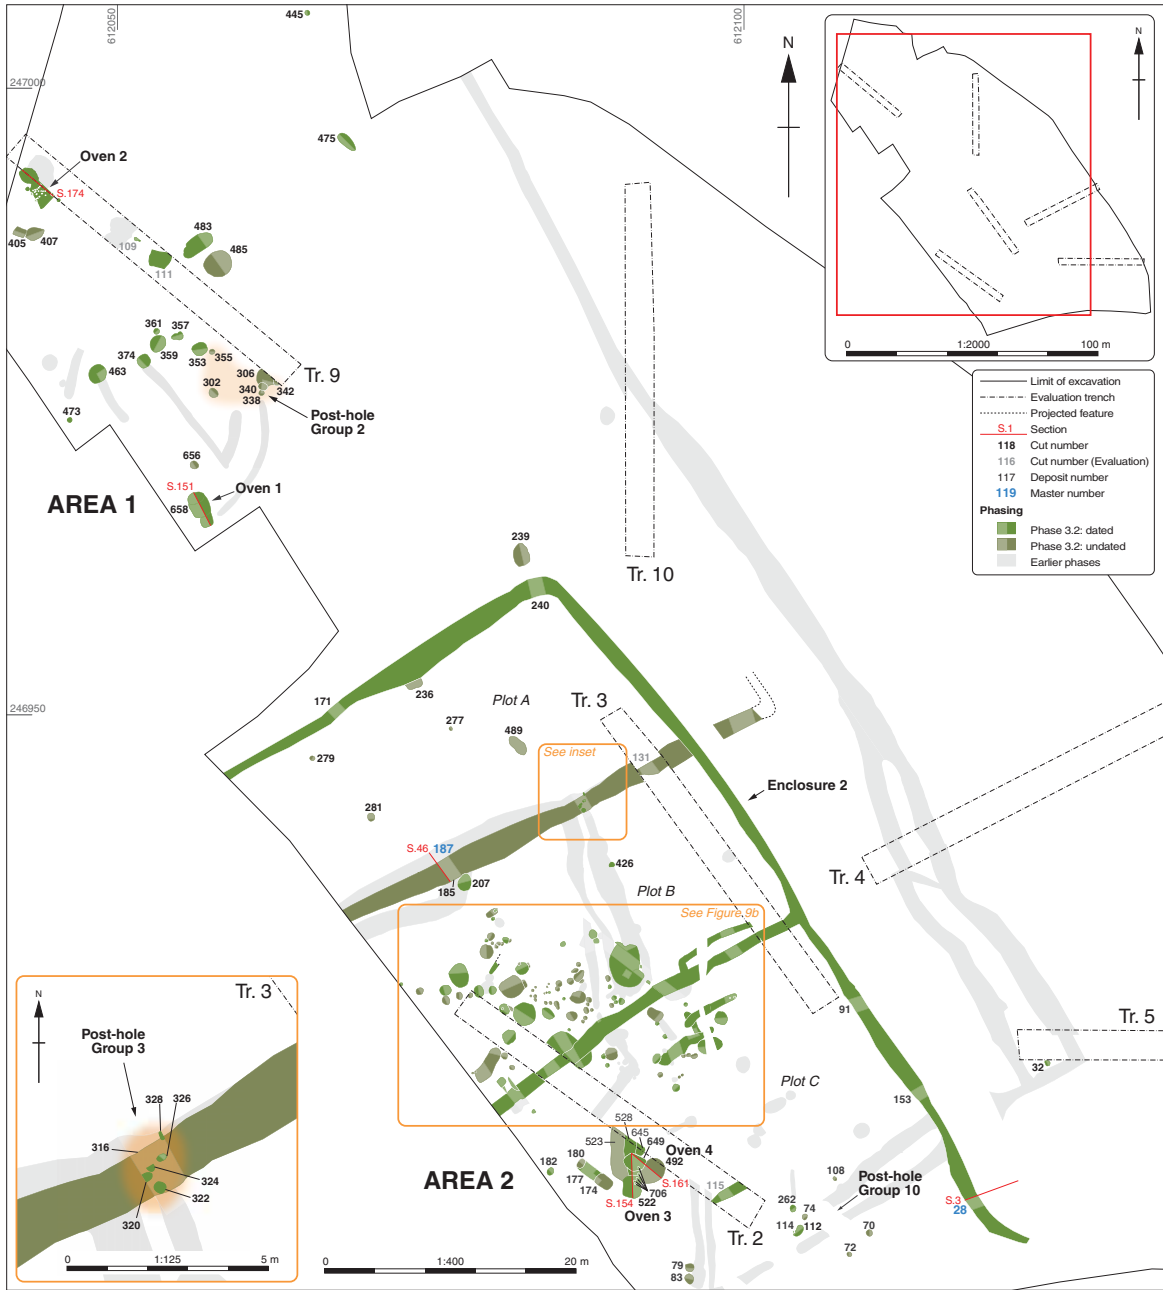 445
612050
612100
N
N
247000
475
Oven 2
S.174
405
407
109
111
483
485
0
1:2000
100 m
361
357
374
359
353
355
463
302
306
340
338
342
Tr. 9
Post-hole
Group 2
473
656
S.151
Oven 1
658
AREA 1
Limit of excavation
Evaluation trench
Projected feature
S.1
Section
118
Cut number
116
Cut number (Evaluation)
117
Deposit number
119
Master number
Phasing
Phase 3.2: dated
Phase 3.2: undated
Earlier phases
239
Tr. 10
240
236
171
Plot A
Tr. 3
246950
277
489
279
See inset
131
Enclosure 2
281
S.46
187
185
207
426
Plot B
Tr. 4
See Figure 9b
91
Tr. 5
32
Plot C
153
N
Tr. 3
Post-hole
Group 3
328
326
316
324
322
320
0
1:125
5 m
528
645
523
649
Oven 4
492
182
180
177
174
S.161
706
S.154
522
Oven 3
AREA 2
115
Tr. 2
108
Post-hole
Group 10
262
74
114
112
70
72
S.3
28
79
83
0
1:400
20 m